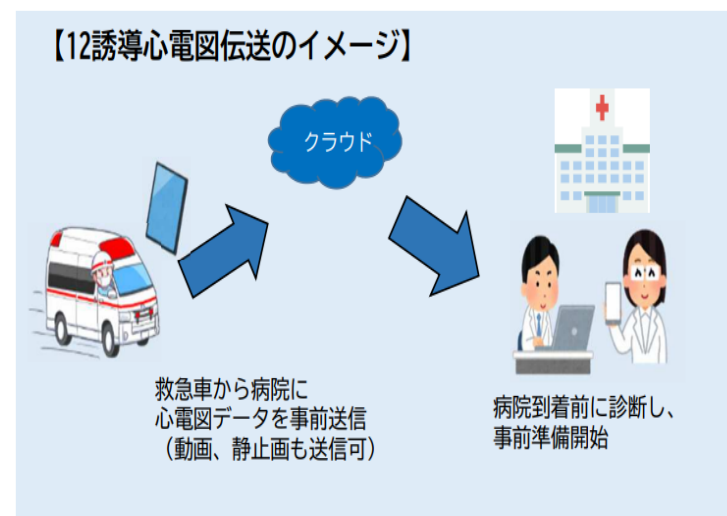 【12誘導心電図伝送のイメージ】
クラウド
救急車から病院に
心電図データを事前送信
（動画、静止画も送信可）
病院到着前に診断し、
事前準備開始